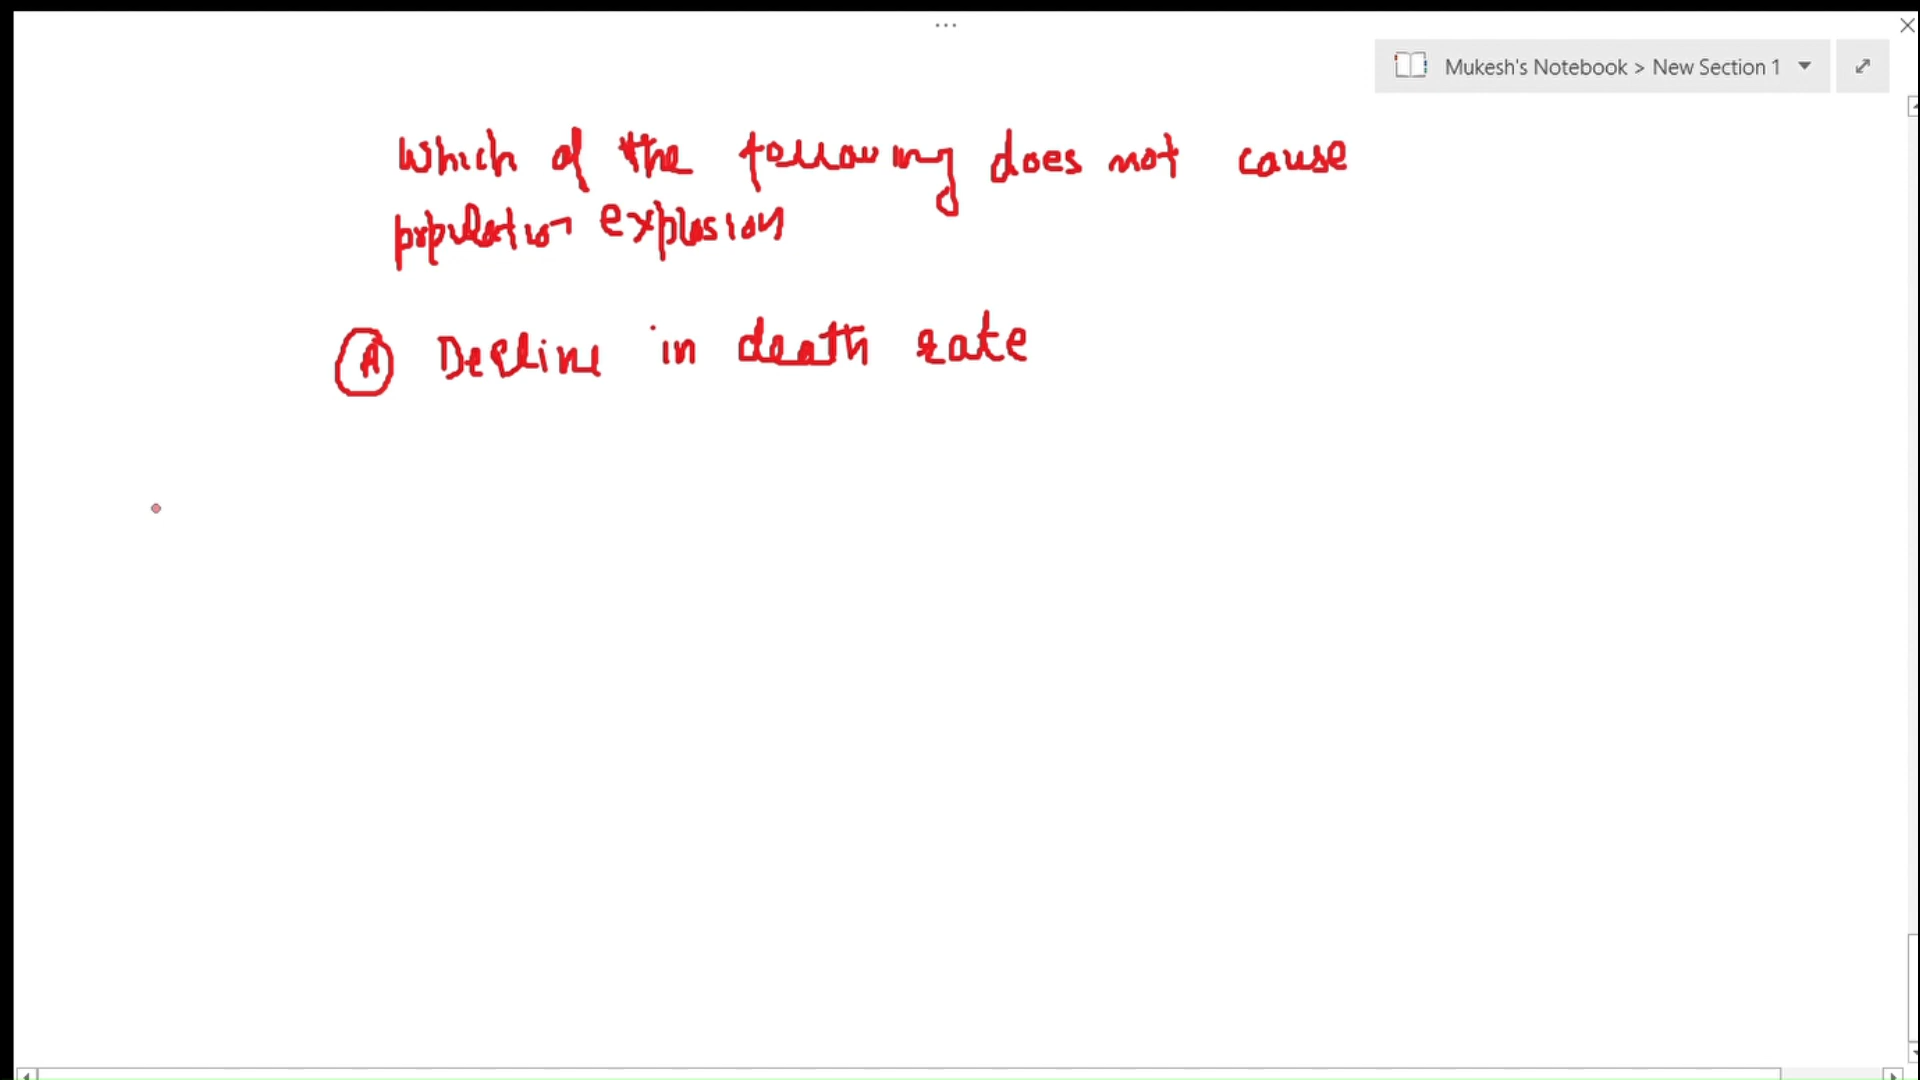 ...
Mukesh's Notebook > New Section 1
Which of the following does not cause
population explosion
A Decline in death rate